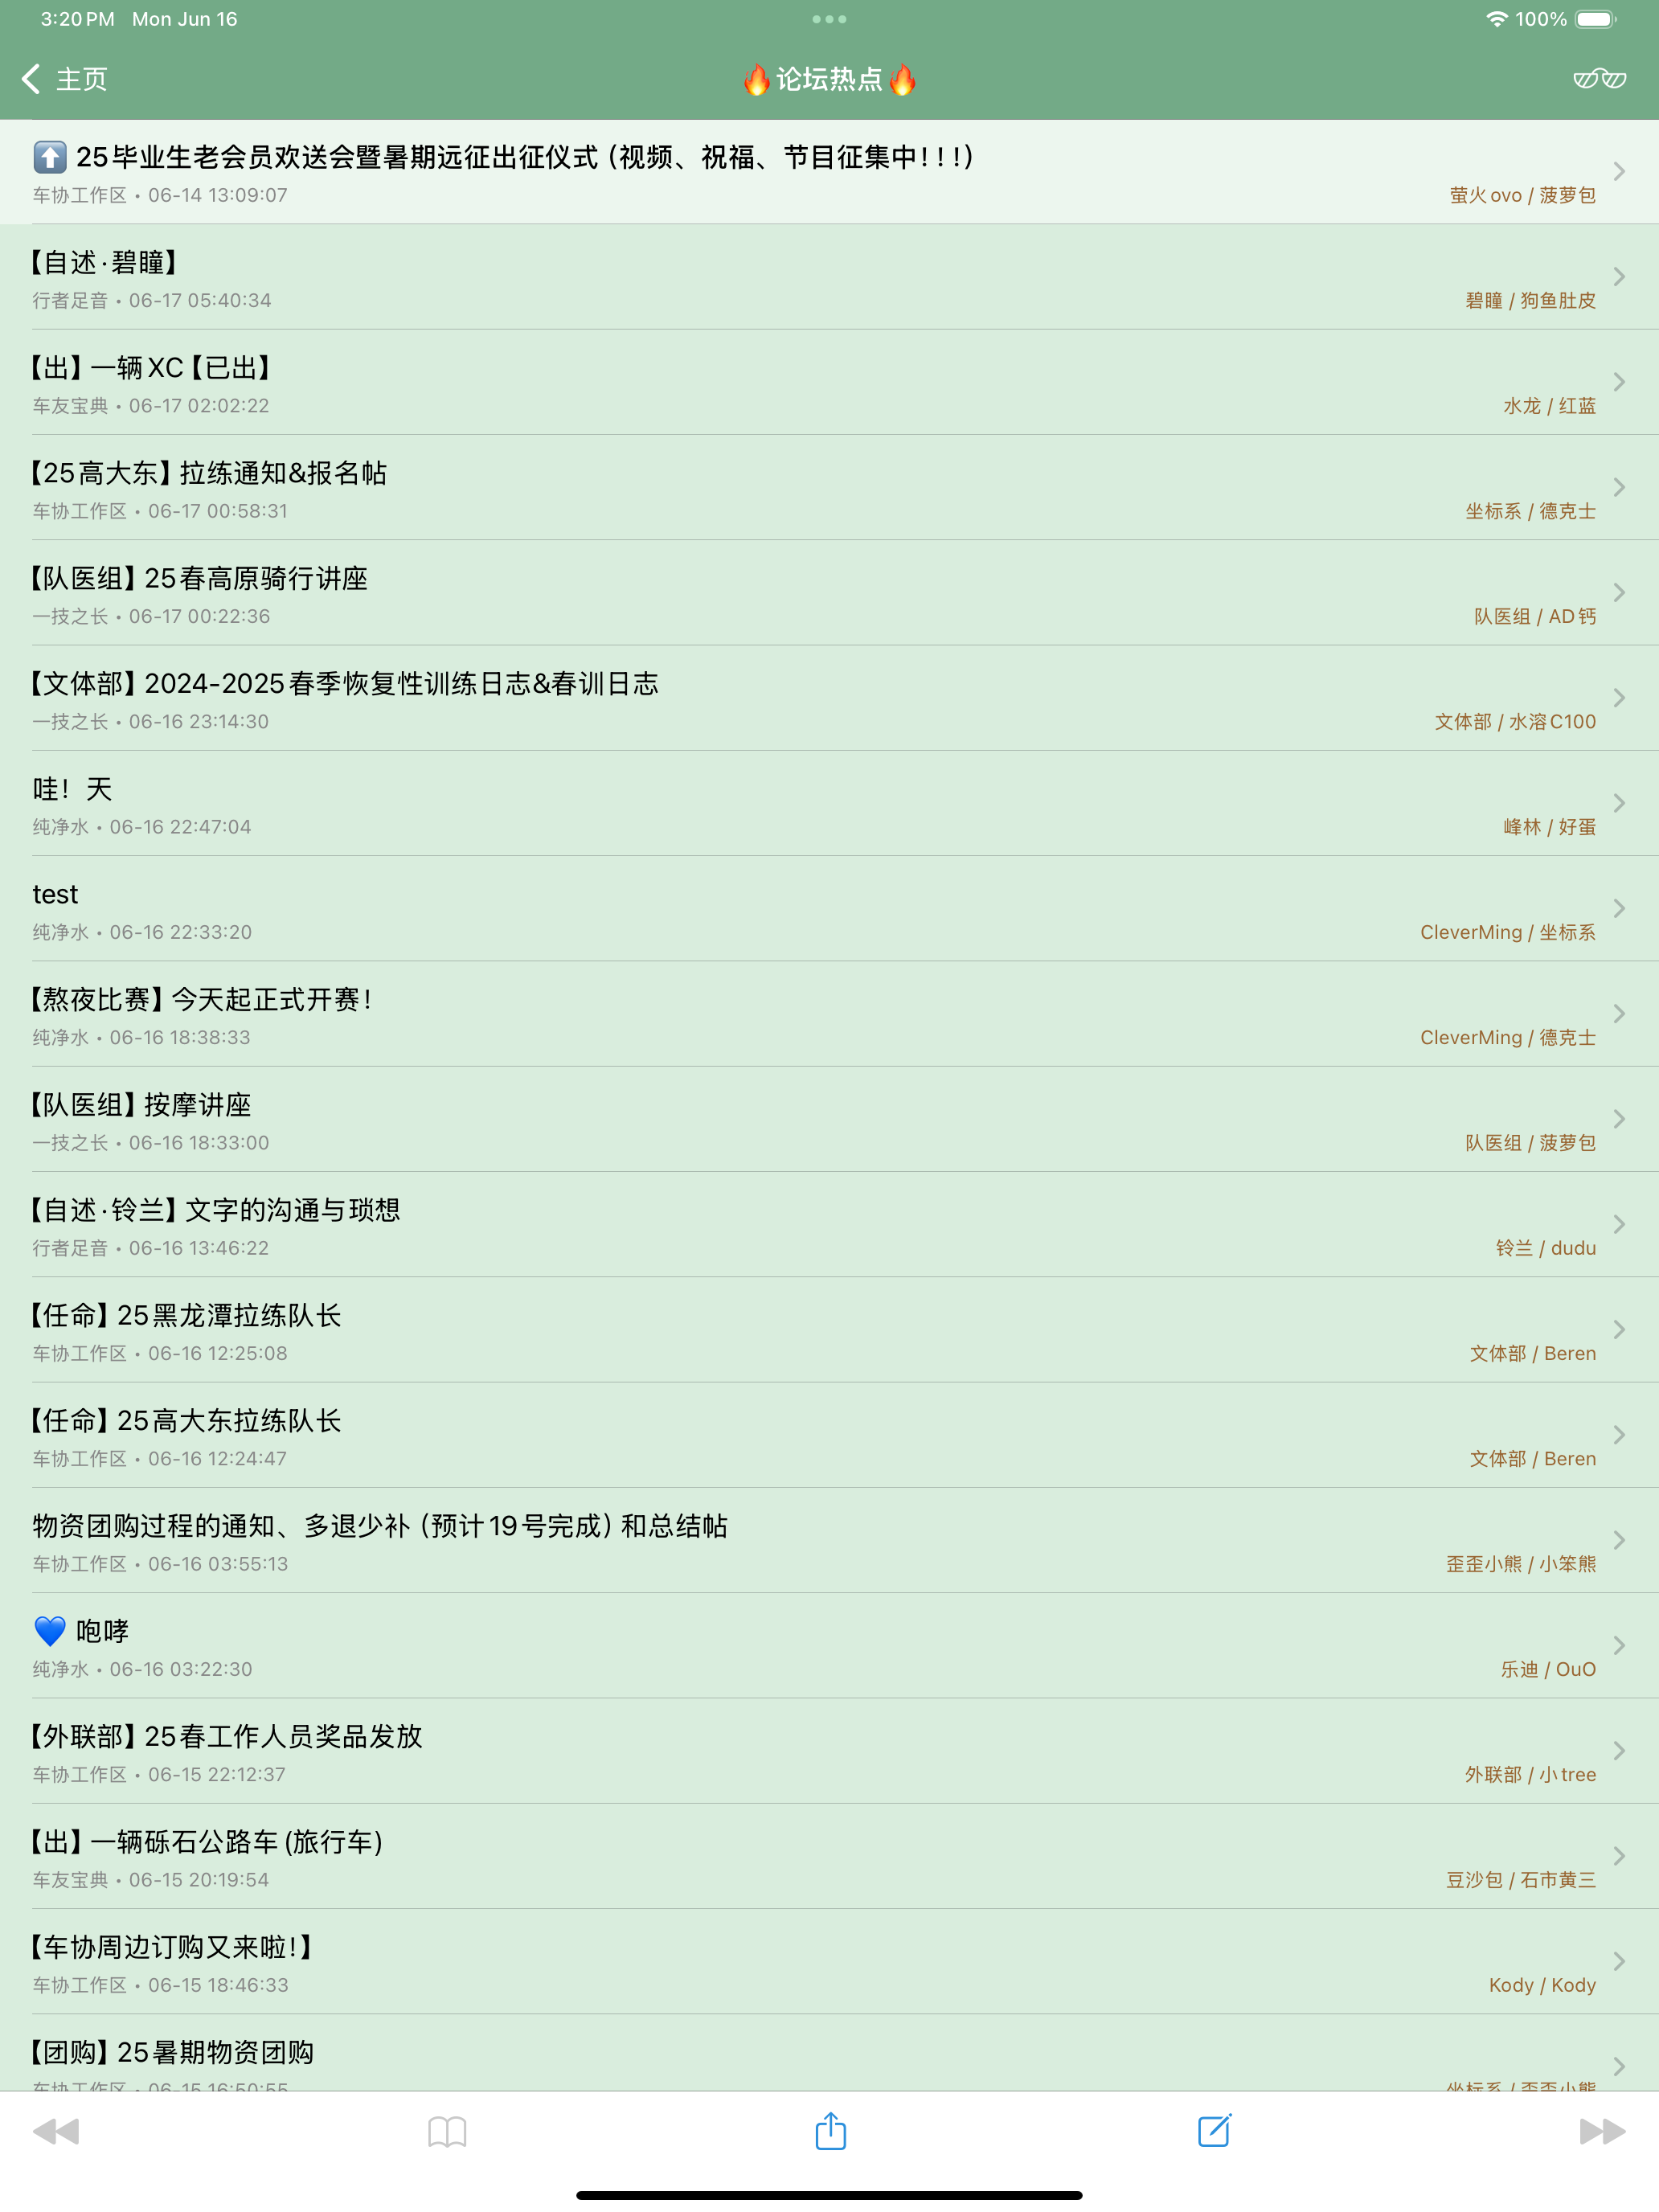 3:20 PM Mon Jun 16 100%
主页 🔥论坛热点🔥
⬆️ 25毕业生老会员欢送会暨暑期远征出征仪式（视频、祝福、节目征集中！！！）
车协工作区 • 06-14 13:09:07 萤火ovo / 菠萝包
【自述·碧瞳】
行者足音 • 06-17 05:40:34 碧瞳 / 狗鱼肚皮
【出】一辆XC【已出】
车友宝典 • 06-17 02:02:22 水龙 / 红蓝
【25高大东】拉练通知&报名帖
车协工作区 • 06-17 00:58:31 坐标系 / 德克士
【队医组】25春高原骑行讲座
一技之长 • 06-17 00:22:36 队医组 / AD钙
【文体部】2024-2025春季恢复性训练日志&春训日志
一技之长 • 06-16 23:14:30 文体部 / 水溶C100
哇！天
纯净水 • 06-16 22:47:04 峰林 / 好蛋
test
纯净水 • 06-16 22:33:20 CleverMing / 坐标系
【熬夜比赛】今天起正式开赛！
纯净水 • 06-16 18:38:33 CleverMing / 德克士
【队医组】按摩讲座
一技之长 • 06-16 18:33:00 队医组 / 菠萝包
【自述·铃兰】文字的沟通与琐想
行者足音 • 06-16 13:46:22 铃兰 / dudu
【任命】25黑龙潭拉练队长
车协工作区 • 06-16 12:25:08 文体部 / Beren
【任命】25高大东拉练队长
车协工作区 • 06-16 12:24:47 文体部 / Beren
物资团购过程的通知、多退少补（预计19号完成）和总结帖
车协工作区 • 06-16 03:55:13 歪歪小熊 / 小笨熊
💙 咆哮
纯净水 • 06-16 03:22:30 乐迪 / OuO
【外联部】25春工作人员奖品发放
车协工作区 • 06-15 22:12:37 外联部 / 小tree
【出】一辆砾石公路车(旅行车)
车友宝典 • 06-15 20:19:54 豆沙包 / 石市黄三
【车协周边订购又来啦！】
车协工作区 • 06-15 18:46:33 Kody / Kody
【团购】25暑期物资团购
车协工作区 • 06-15 16:50:55 坐标系 / 歪歪小熊